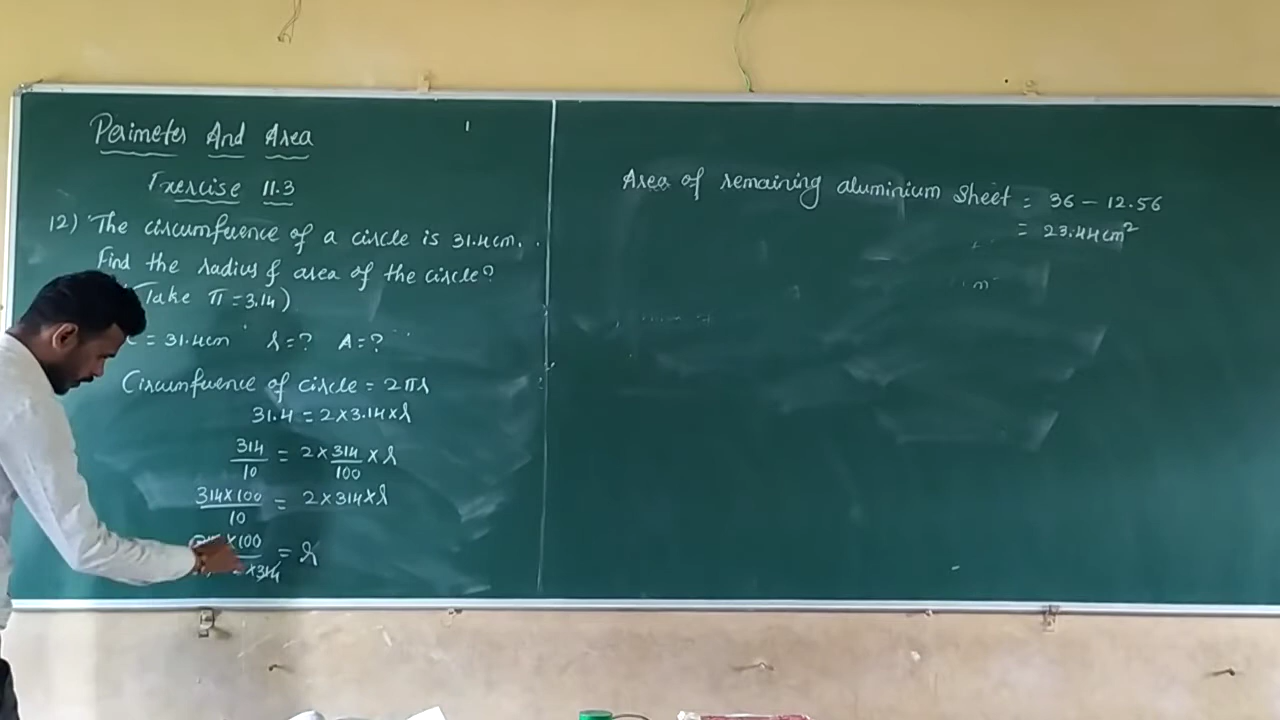 Perimeter And Area
Exercise 11.3
12) The circumference of a circle is 31.4cm.
Find the radius & area of the circle?
Take π = 3.14)
= 31.4cm r = ? A = ?
Circumference of circle = 2πr
31.4 = 2 × 3.14 × r
314/10 = 2 × 314/100 × r
314 × 100/10 = 2 × 314 × r
× 100/ × 314 = r
Area of remaining aluminium sheet = 36 – 12.56
= 23.44cm²